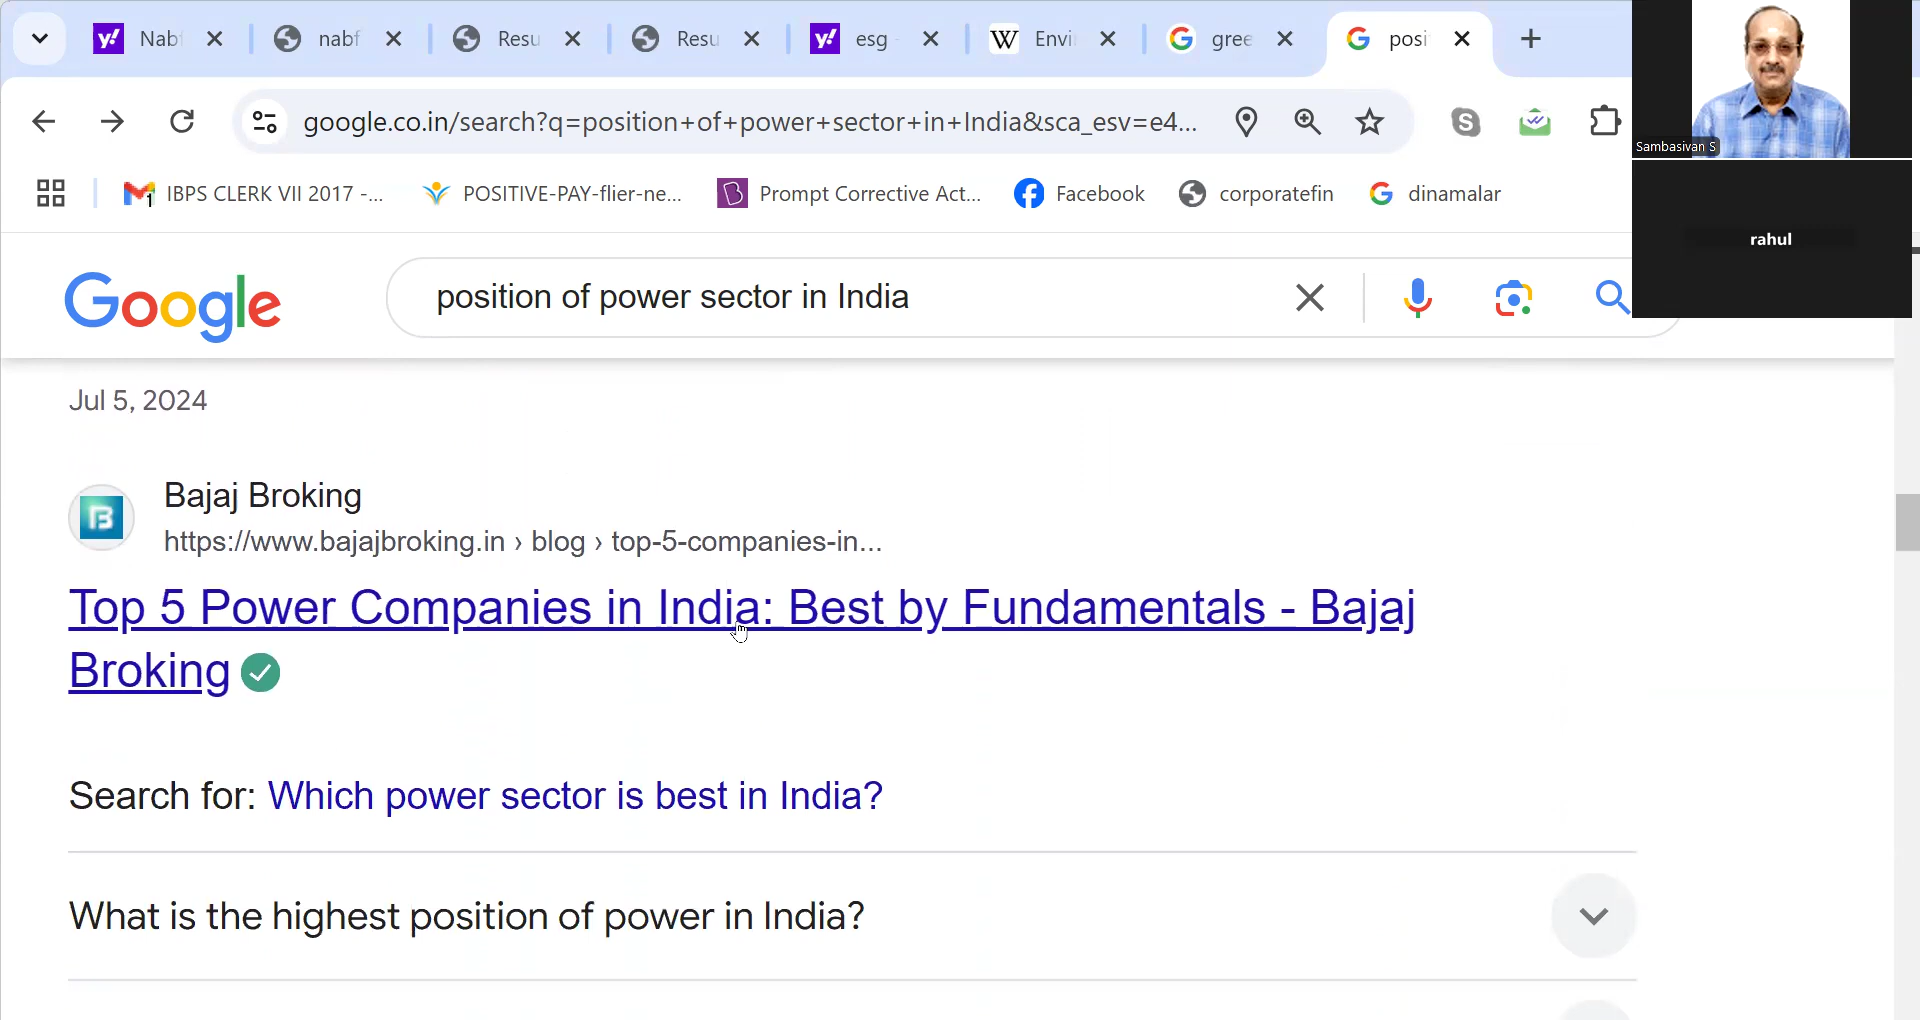 Nab
nabf
Resu
Resu
esg
Envi
gree
posi
google.co.in/search?q=position+of+power+sector+in+India&sca_esv=e4...
Sambasivan S
IBPS CLERK VII 2017 -...
POSITIVE-PAY-flier-ne...
Prompt Corrective Act...
Facebook
corporatefin
dinamalar
rahul
Google
position of power sector in India
Jul 5, 2024
Bajaj Broking
https://www.bajajbroking.in › blog › top-5-companies-in...
Top 5 Power Companies in India: Best by Fundamentals - Bajaj
Broking
Search for: Which power sector is best in India?
What is the highest position of power in India?